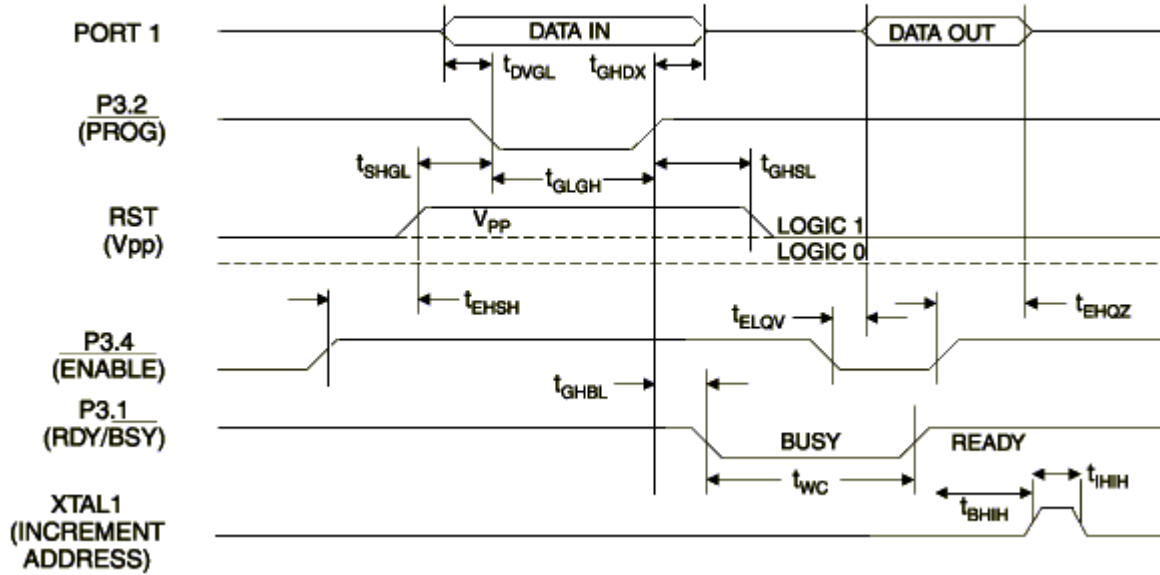 PORT 1
DATA IN
DATA OUT
tDVGL
tGHDX
P3.2
(PROG)
tSHGL
tGLGH
tGHSL
RST
(Vpp)
VPP
LOGIC 1
LOGIC 0
tEHSH
tELQV
tEHQZ
P3.4
(ENABLE)
tGHBL
P3.1
(RDY/BSY)
BUSY
READY
tWC
tIHIH
tBHIH
XTAL1
(INCREMENT
ADDRESS)